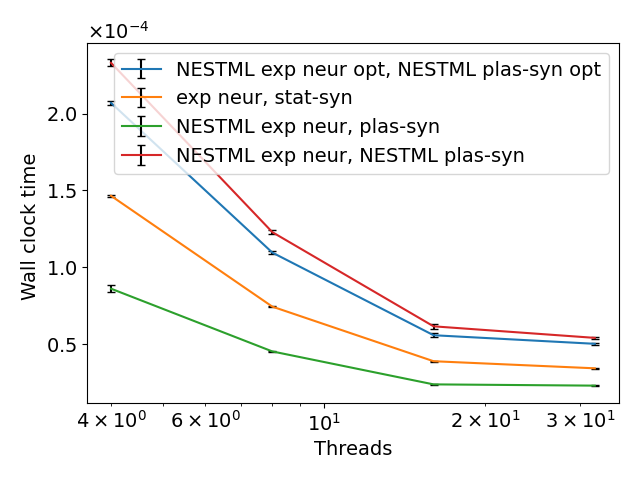 ×10⁻⁴
NESTML exp neur opt, NESTML plas-syn opt
exp neur, stat-syn
NESTML exp neur, plas-syn
NESTML exp neur, NESTML plas-syn
2.0
1.5
1.0
0.5
Wall clock time
4 × 10⁰
6 × 10⁰
10¹
2 × 10¹
3 × 10¹
Threads